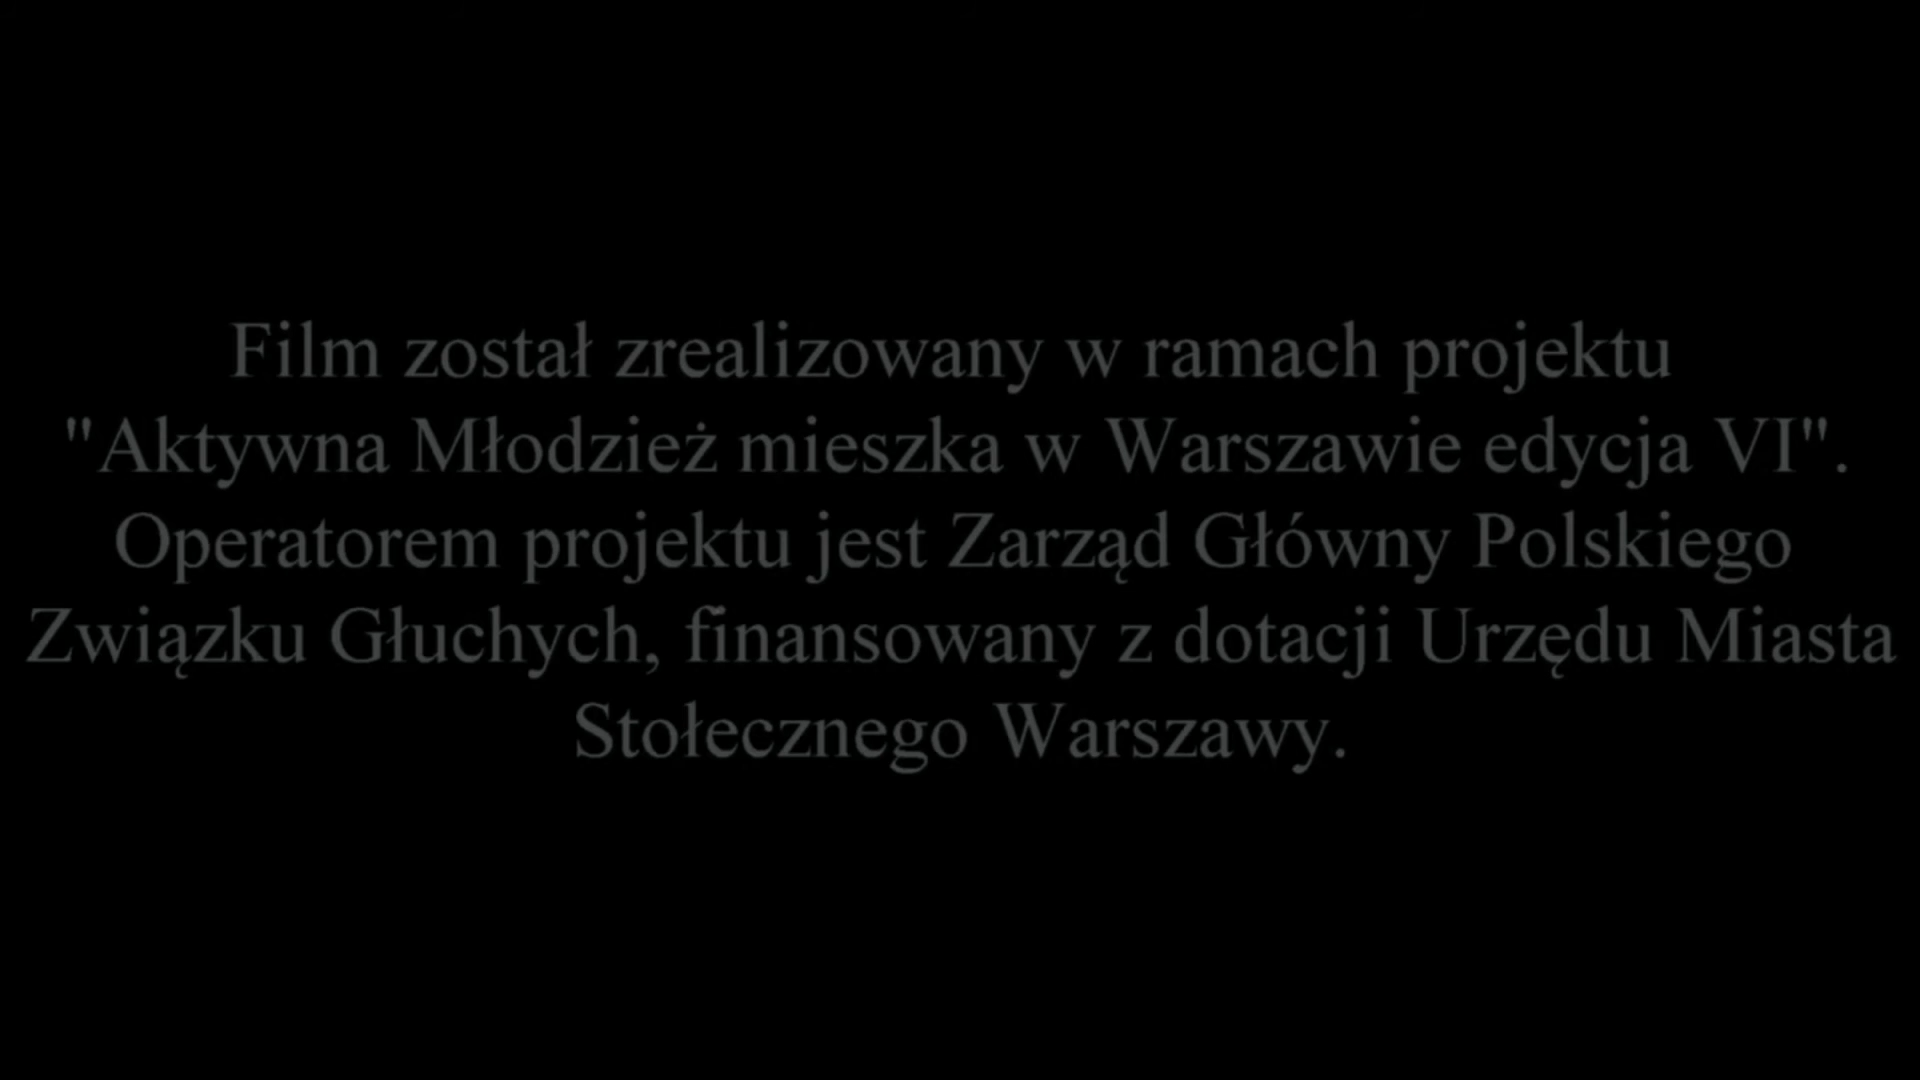 Film został zrealizowany w ramach projektu
"Aktywna Młodzież mieszka w Warszawie edycja VI".
Operatorem projektu jest Zarząd Główny Polskiego
Związku Głuchych, finansowany z dotacji Urzędu Miasta
Stołecznego Warszawy.